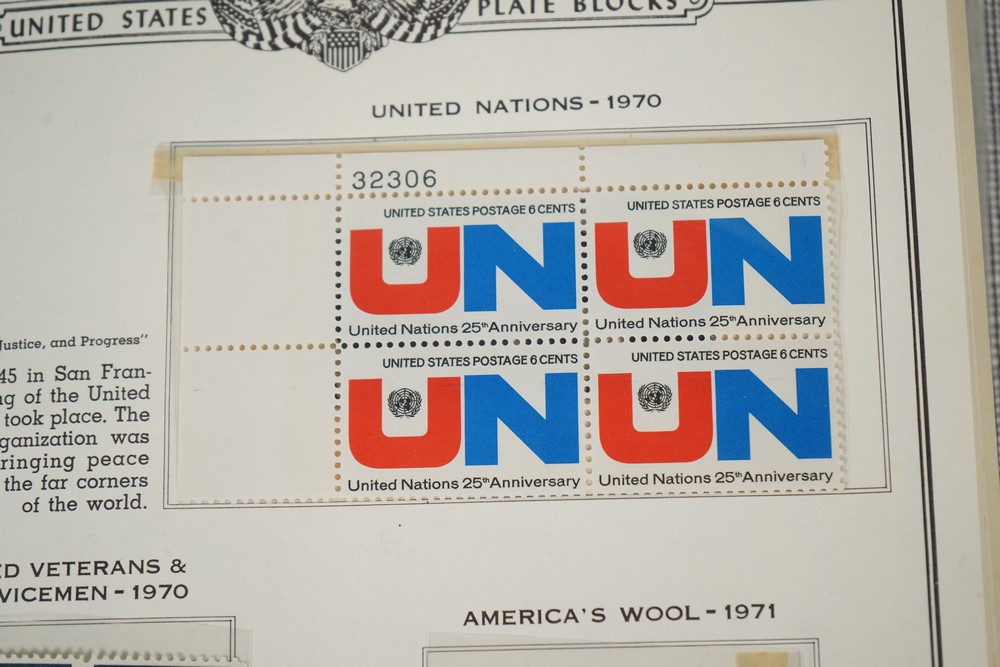 UNITED STATES PLATE BLOCKS
UNITED NATIONS - 1970
32306
UNITED STATES POSTAGE 6 CENTS
UN
United Nations 25th Anniversary
UNITED STATES POSTAGE 6 CENTS
UN
United Nations 25th Anniversary
UNITED STATES POSTAGE 6 CENTS
UN
United Nations 25th Anniversary
UNITED STATES POSTAGE 6 CENTS
UN
United Nations 25th Anniversary
Justice, and Progress"
45 in San Fran-
ng of the United
took place. The
ganization was
ringing peace
the far corners
of the world.
ED VETERANS &
VICEMEN - 1970
AMERICA'S WOOL - 1971